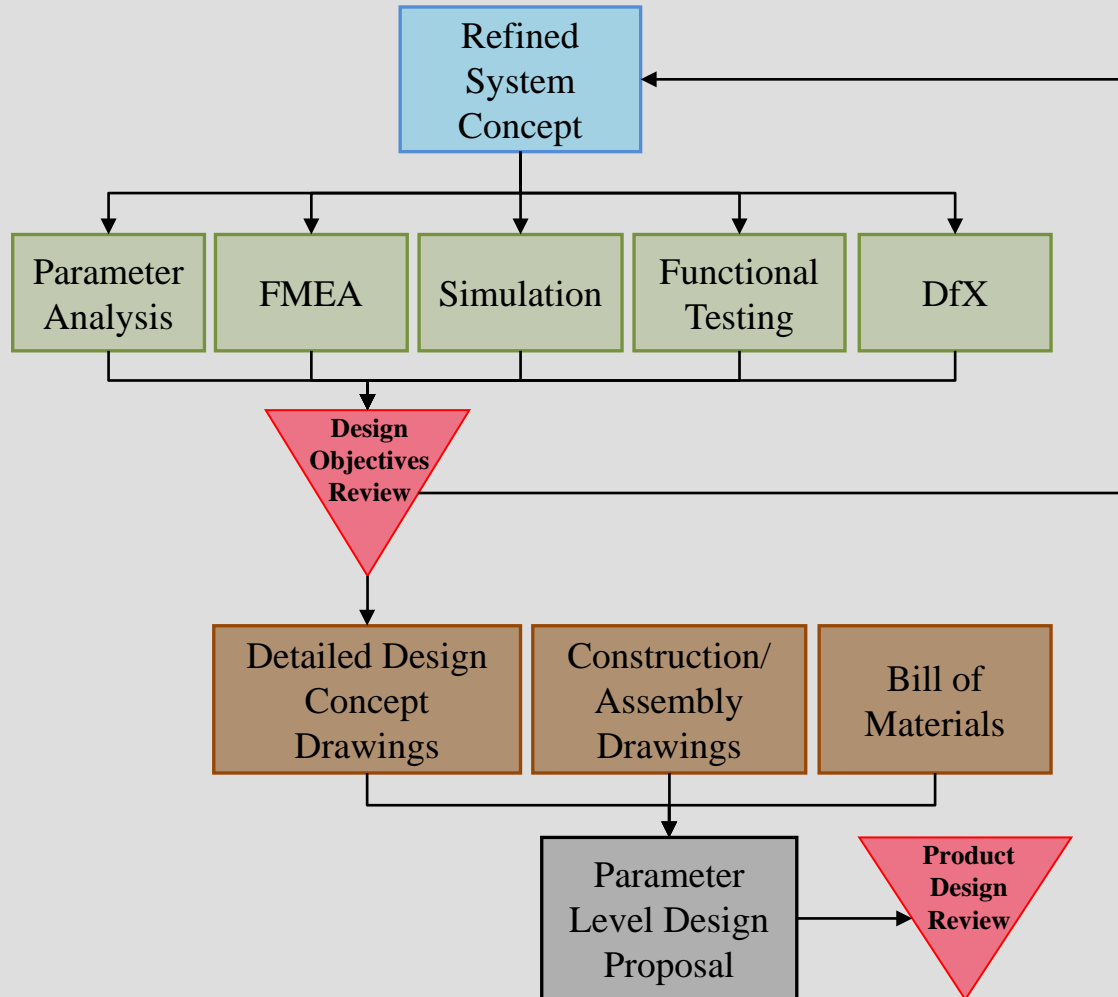 Refined
System
Concept
Parameter
Analysis
FMEA
Simulation
Functional
Testing
DfX
Design
Objectives
Review
Detailed Design
Concept
Drawings
Construction/
Assembly
Drawings
Bill of
Materials
Parameter
Level Design
Proposal
Product
Design
Review